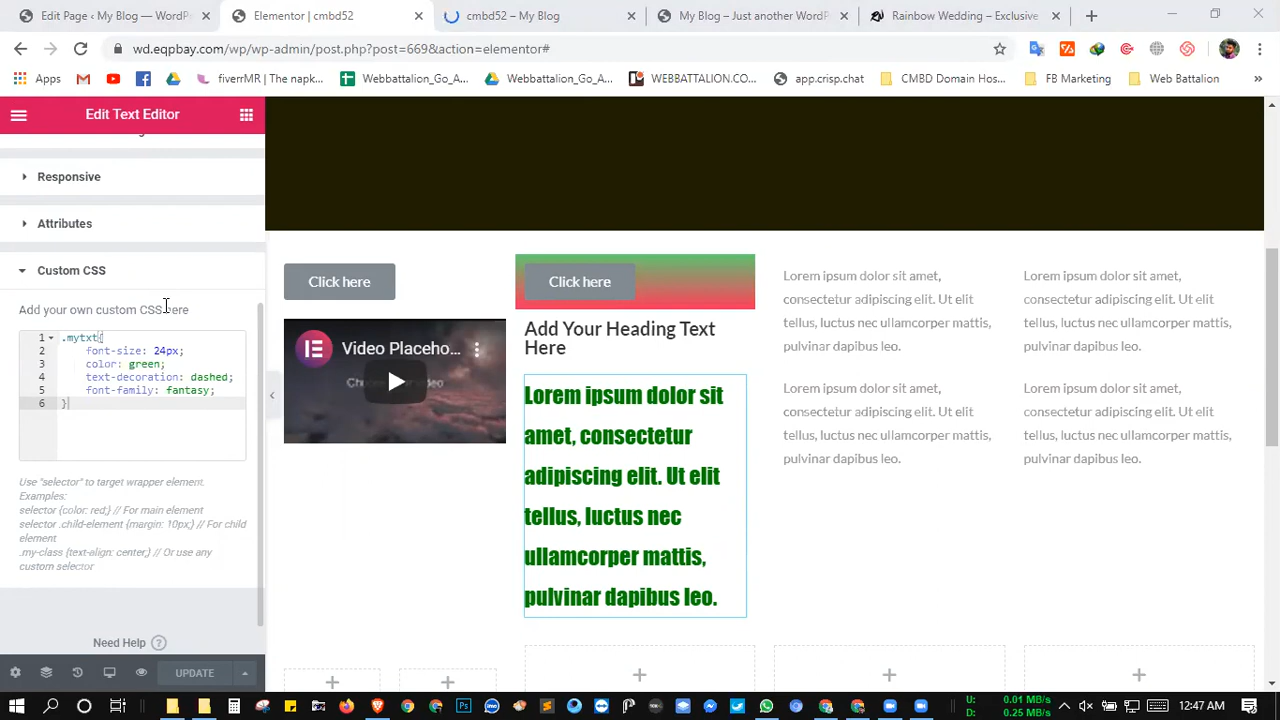 Edit Page ‹ My Blog — WordP
Elementor | cmbd52
cmbd52 – My Blog
My Blog – Just another WordP
Rainbow Wedding – Exclusive
wd.eqpbay.com/wp/wp-admin/post.php?post=669&action=elementor#
Apps
fiverrMR | The napk...
Webbattalion_Go_A...
Webbattalion_Go_A...
WEBBATTALION.CO...
app.crisp.chat
CMBD Domain Hos...
FB Marketing
Web Battalion
Edit Text Editor
Responsive
Attributes
Custom CSS
Add your own custom CSS here
1 .mytxt{
2 font-size: 24px;
3 color: green;
4 text-decoration: dashed;
5 font-family: fantasy;
6 }
Use "selector" to target wrapper element.
Examples:
selector {color: red;} // For main element
selector .child-element {margin: 10px;} // For child
element
.my-class {text-align: center;} // Or use any
custom selector
Need Help ?
UPDATE
Click here
Video Placeho...
Click here
Add Your Heading Text
Here
Lorem ipsum dolor sit
amet, consectetur
adipiscing elit. Ut elit
tellus, luctus nec
ullamcorper mattis,
pulvinar dapibus leo.
Lorem ipsum dolor sit amet,
consectetur adipiscing elit. Ut elit
tellus, luctus nec ullamcorper mattis,
pulvinar dapibus leo.
Lorem ipsum dolor sit amet,
consectetur adipiscing elit. Ut elit
tellus, luctus nec ullamcorper mattis,
pulvinar dapibus leo.
Lorem ipsum dolor sit amet,
consectetur adipiscing elit. Ut elit
tellus, luctus nec ullamcorper mattis,
pulvinar dapibus leo.
Lorem ipsum dolor sit amet,
consectetur adipiscing elit. Ut elit
tellus, luctus nec ullamcorper mattis,
pulvinar dapibus leo.
U: 0.01 MB/s
D: 0.25 MB/s
12:47 AM